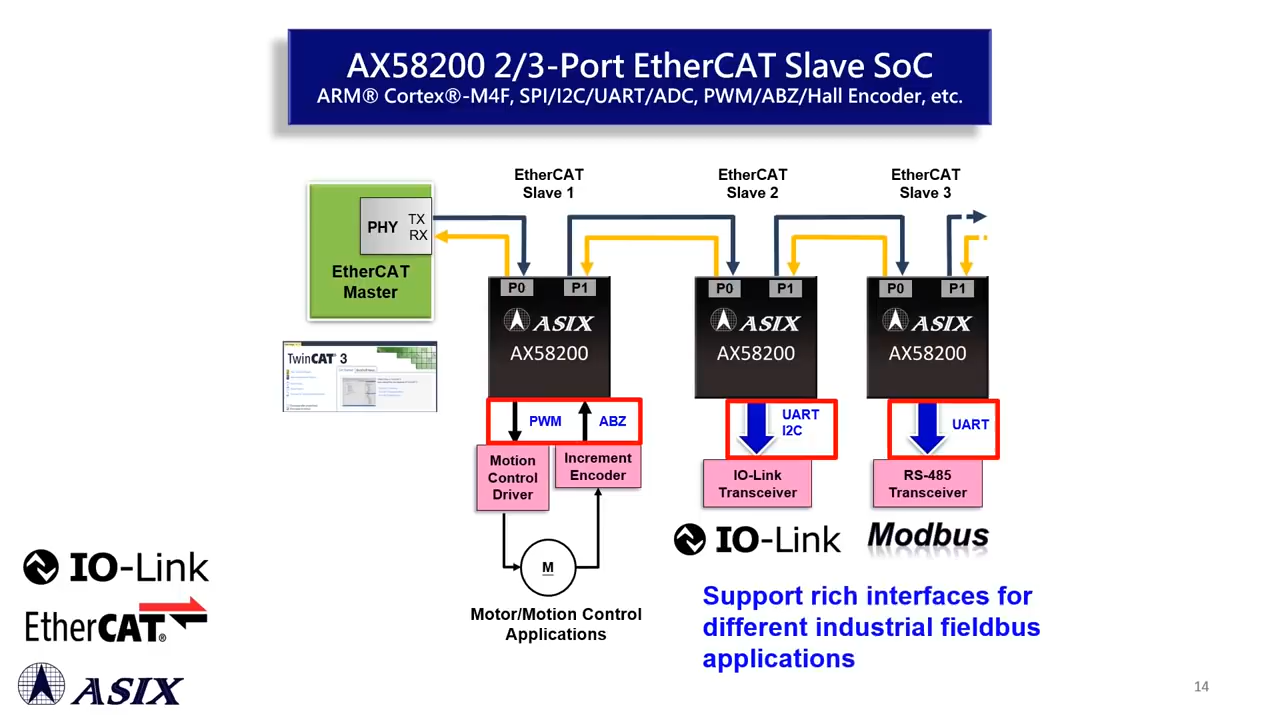 AX58200 2/3-Port EtherCAT Slave SoC
ARM® Cortex®-M4F, SPI/I2C/UART/ADC, PWM/ABZ/Hall Encoder, etc.
EtherCAT
Slave 1
EtherCAT
Slave 2
EtherCAT
Slave 3
PHY
TX
RX
EtherCAT
Master
P0
P1
ASIX
AX58200
P0
P1
ASIX
AX58200
P0
P1
ASIX
AX58200
TwinCAT® 3
PWM
ABZ
UART
I2C
UART
Motion
Control
Driver
Increment
Encoder
IO-Link
Transceiver
RS-485
Transceiver
M
IO-Link
Modbus
Motor/Motion Control
Applications
Support rich interfaces for
different industrial fieldbus
applications
IO-Link
EtherCAT®
ASIX
14